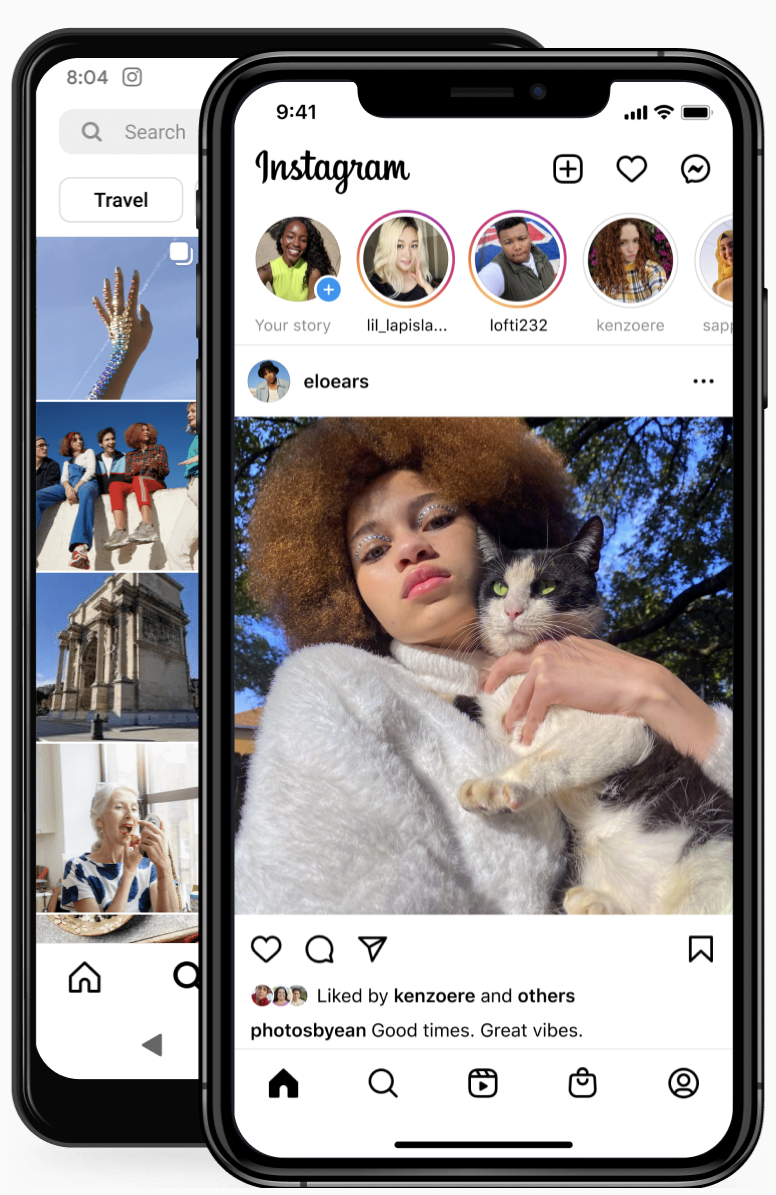 8:04
Search
Travel
9:41
Instagram
Your story
lil_lapisla...
lofti232
kenzoere
sapp
eloears
Liked by kenzoere and others
photosbyean Good times. Great vibes.